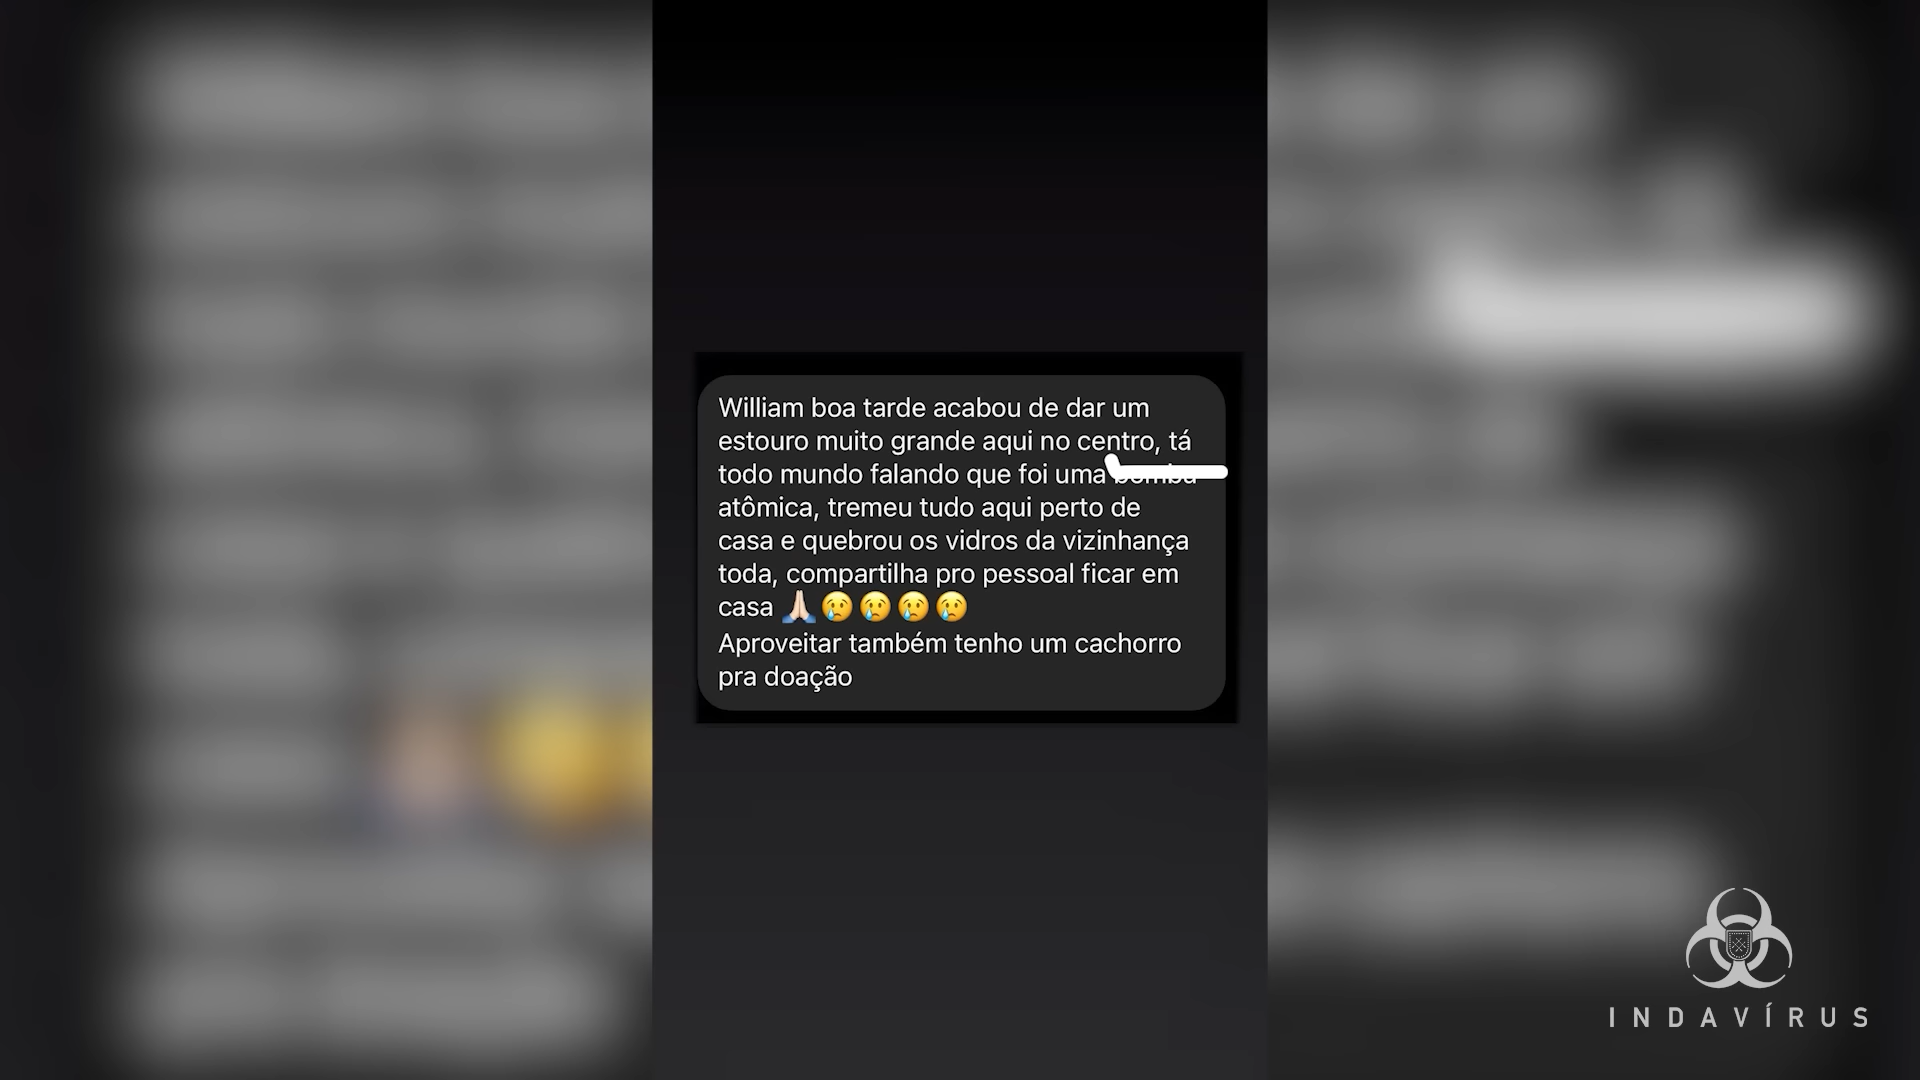 William boa tarde acabou de dar um
estouro muito grande aqui no centro, tá
todo mundo falando que foi uma bomba
atômica, tremeu tudo aqui perto de
casa e quebrou os vidros da vizinhança
toda, compartilha pro pessoal ficar em
casa 🙏🏻😢😢😢😢
Aproveitar também tenho um cachorro
pra doação
INDAVÍRUS